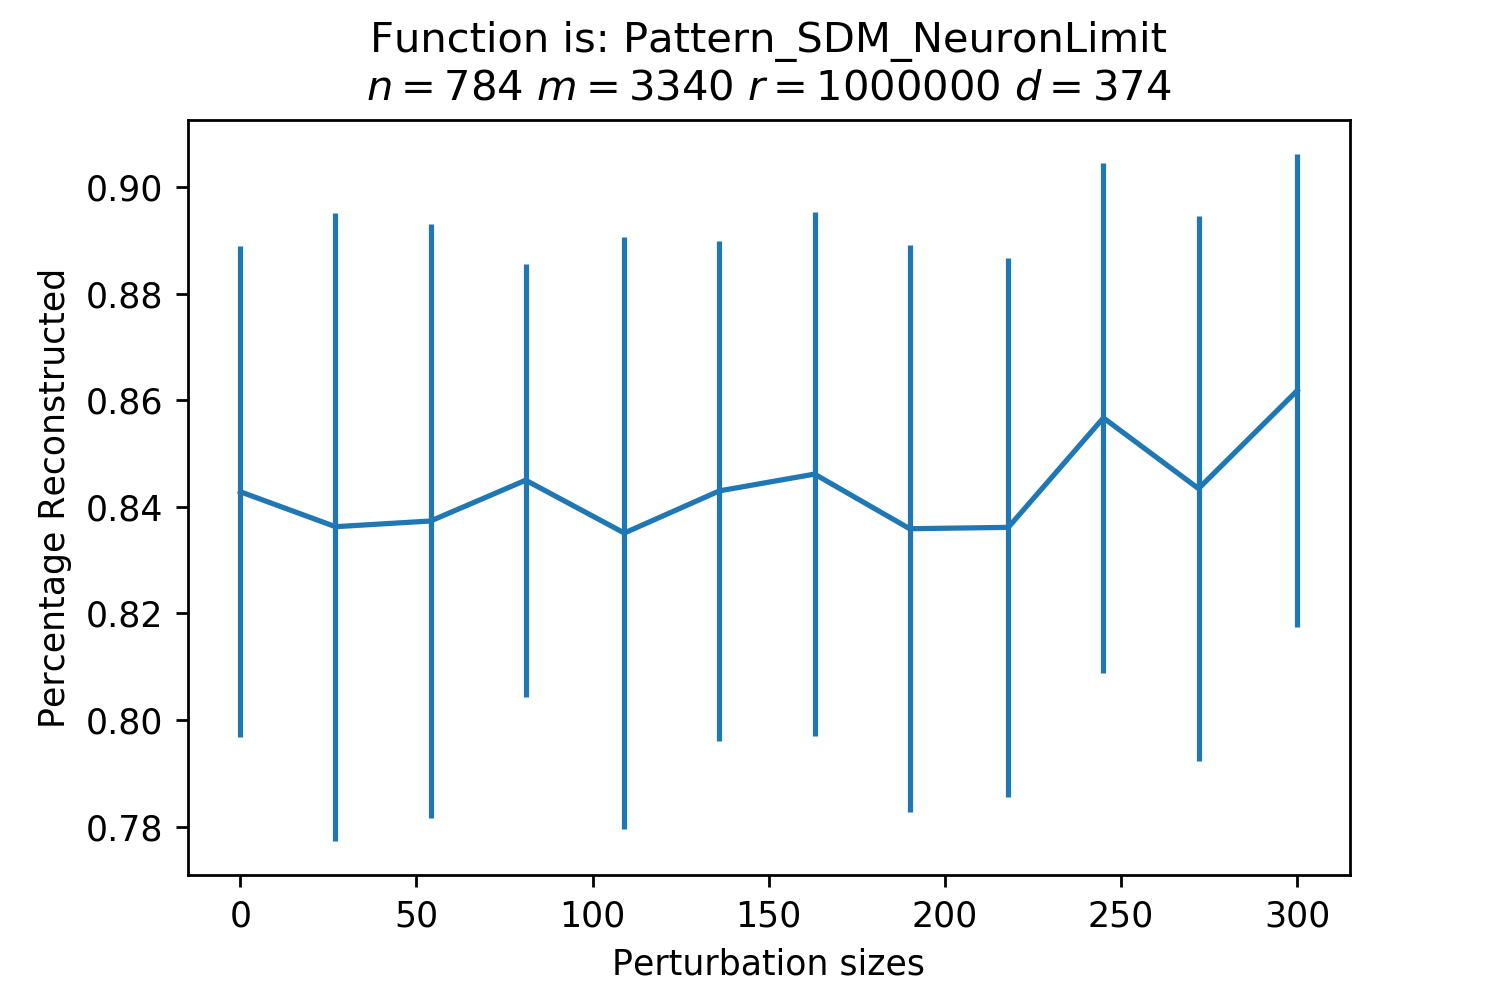 Function is: Pattern_SDM_NeuronLimit
n = 784 m = 3340 r = 1000000 d = 374
Percentage Reconstructed
0.90
0.88
0.86
0.84
0.82
0.80
0.78
0 50 100 150 200 250 300
Perturbation sizes